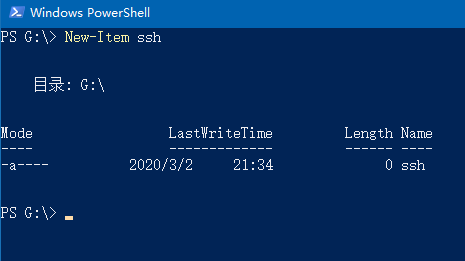 Windows PowerShell
PS G:\> New-Item ssh
目录: G:\
Mode                LastWriteTime         Length Name
----                -------------         ------ ----
-a----         2020/3/2     21:34              0 ssh
PS G:\>